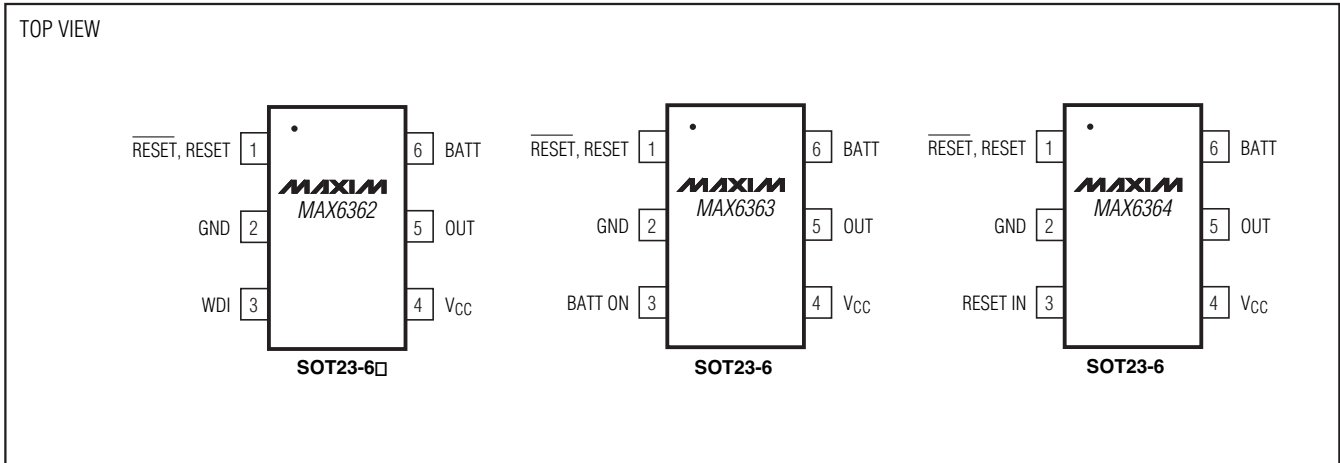 TOP VIEW
RESET, RESET 1 6 BATT
MAXIM
MAX6362
GND 2 5 OUT
WDI 3 4 VCC
SOT23-6□
RESET, RESET 1 6 BATT
MAXIM
MAX6363
GND 2 5 OUT
BATT ON 3 4 VCC
SOT23-6
RESET, RESET 1 6 BATT
MAXIM
MAX6364
GND 2 5 OUT
RESET IN 3 4 VCC
SOT23-6